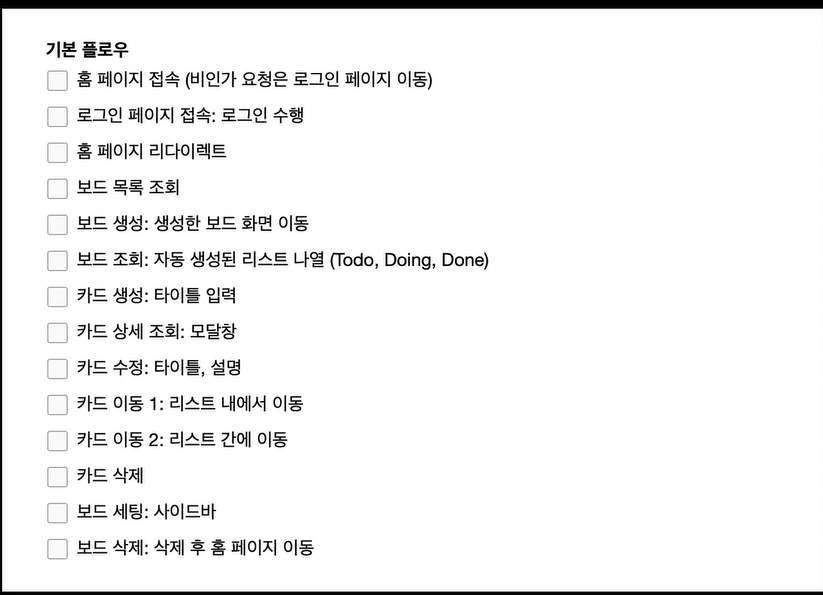 기본 플로우
홈 페이지 접속 (비인가 요청은 로그인 페이지 이동)
로그인 페이지 접속: 로그인 수행
홈 페이지 리다이렉트
보드 목록 조회
보드 생성: 생성한 보드 화면 이동
보드 조회: 자동 생성된 리스트 나열 (Todo, Doing, Done)
카드 생성: 타이틀 입력
카드 상세 조회: 모달창
카드 수정: 타이틀, 설명
카드 이동 1: 리스트 내에서 이동
카드 이동 2: 리스트 간에 이동
카드 삭제
보드 세팅: 사이드바
보드 삭제: 삭제 후 홈 페이지 이동